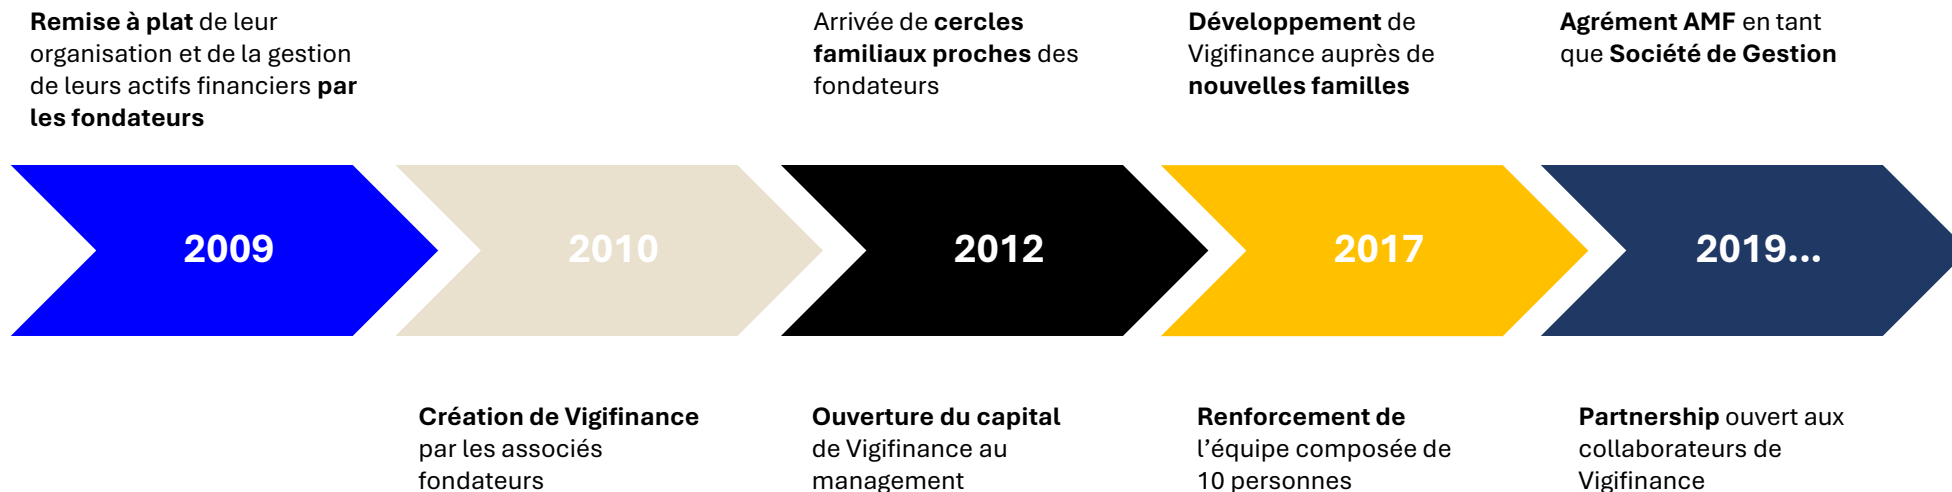 Remise à plat de leur
organisation et de la gestion
de leurs actifs financiers par
les fondateurs
Arrivée de cercles
familiaux proches des
fondateurs
Développement de
Vigifinance auprès de
nouvelles familles
Agrément AMF en tant
que Société de Gestion
2009
2010
2012
2017
2019...
Création de Vigifinance
par les associés
fondateurs
Ouverture du capital
de Vigifinance au
management
Renforcement de
l’équipe composée de
10 personnes
Partnership ouvert aux
collaborateurs de
Vigifinance